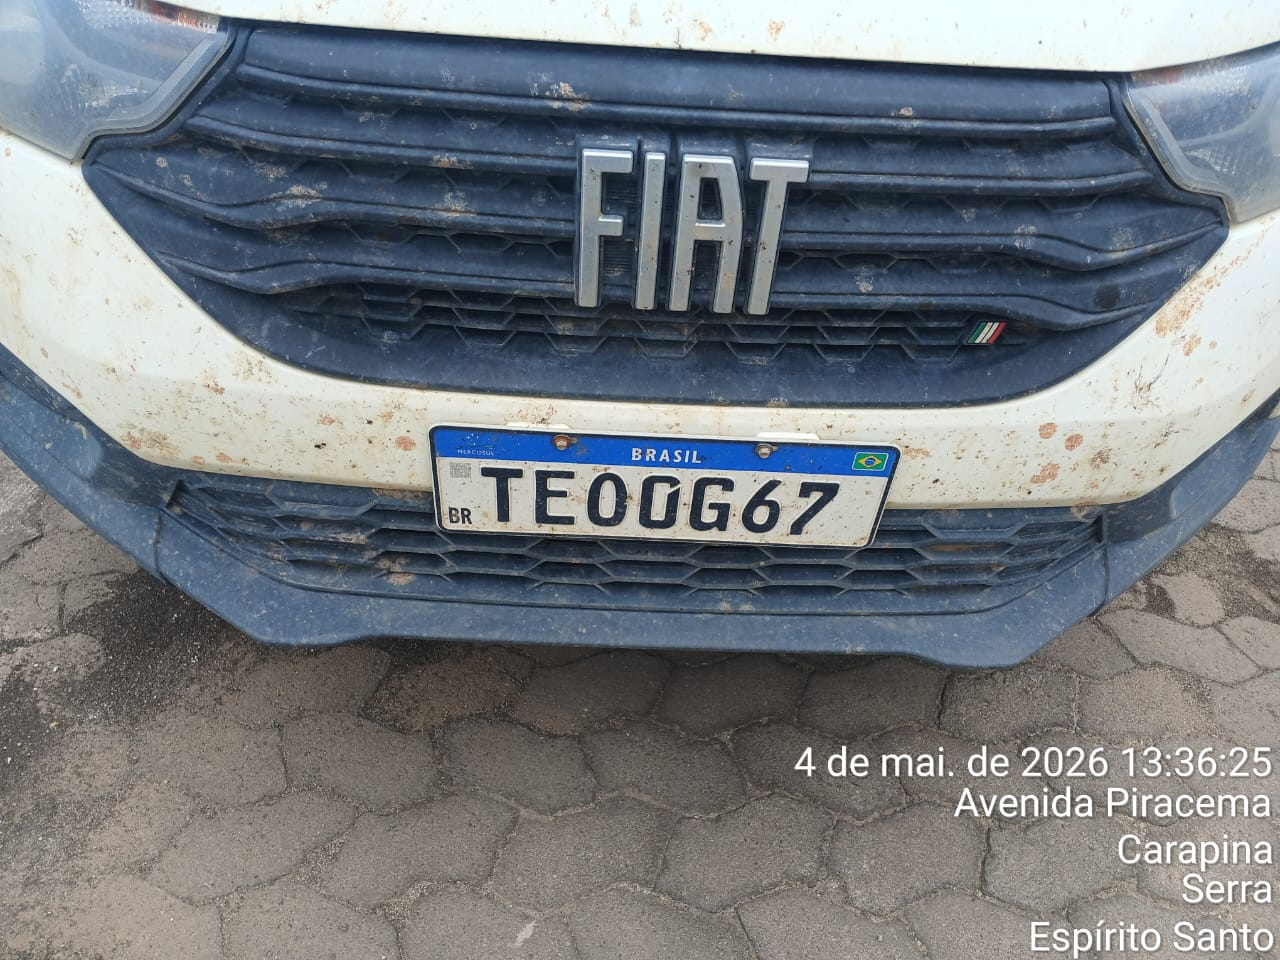 FIAT
MERCOSUL BRASIL
BR TEO0G67
4 de mai. de 2026 13:36:25
Avenida Piracema
Carapina
Serra
Espírito Santo